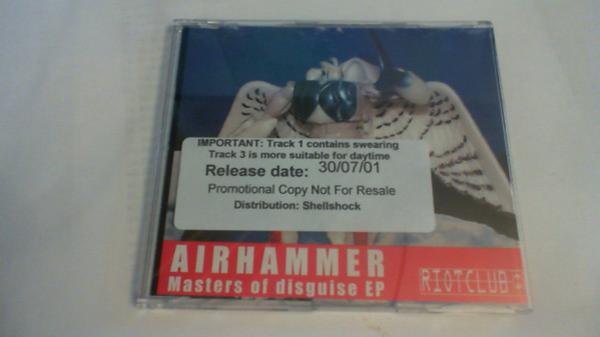 IMPORTANT: Track 1 contains swearing
Track 3 is more suitable for daytime
Release date: 30/07/01
Promotional Copy Not For Resale
Distribution: Shellshock
AIRHAMMER
Masters of disguise EP
RIOTCLUB